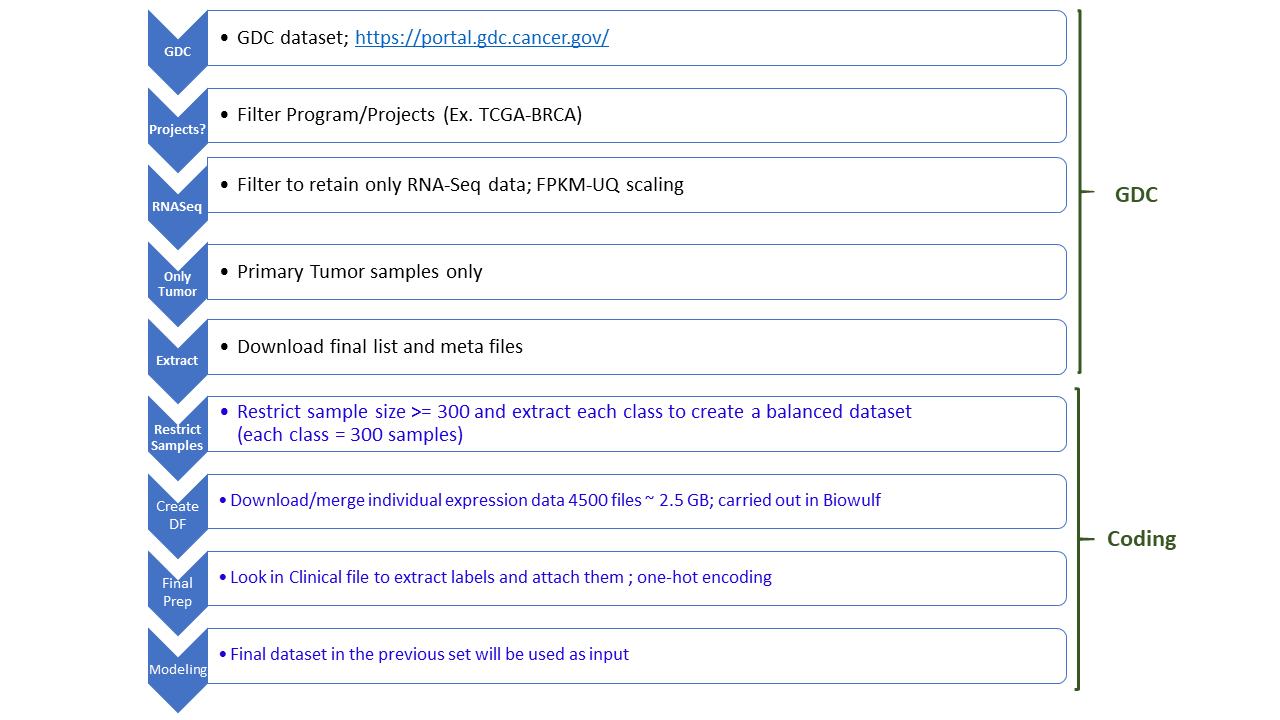 GDC
• GDC dataset; https://portal.gdc.cancer.gov/
Projects?
• Filter Program/Projects (Ex. TCGA-BRCA)
RNASeq
• Filter to retain only RNA-Seq data; FPKM-UQ scaling
GDC
Only
Tumor
• Primary Tumor samples only
Extract
• Download final list and meta files
Restrict
Samples
• Restrict sample size >= 300 and extract each class to create a balanced dataset
(each class = 300 samples)
Create
DF
• Download/merge individual expression data 4500 files ~ 2.5 GB; carried out in Biowulf
Coding
Final
Prep
• Look in Clinical file to extract labels and attach them ; one-hot encoding
Modeling
• Final dataset in the previous set will be used as input